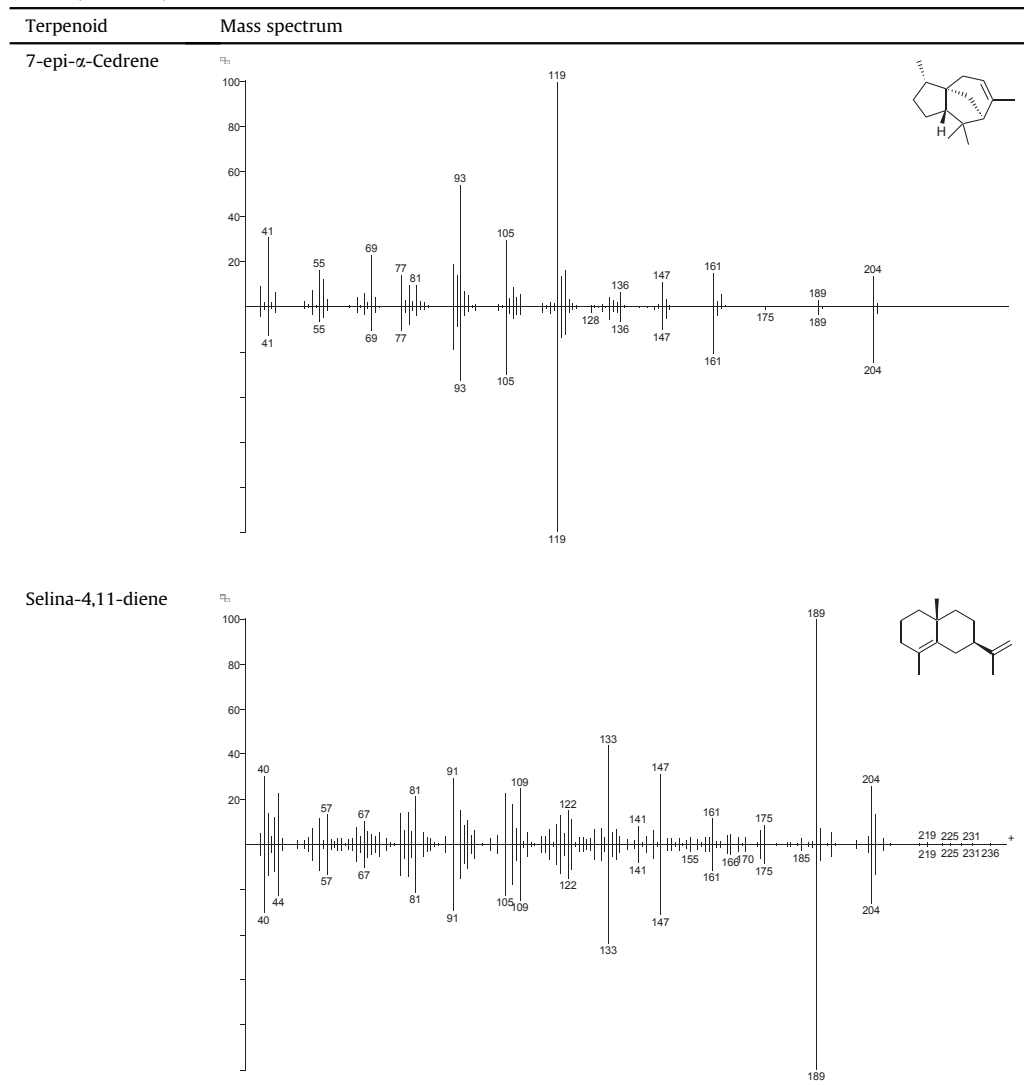 Terpenoid Mass spectrum
7-epi-α-Cedrene
119
100
80
60
93
40
41 105
69
20 55 77 81 136 147 161 204
189
128 175
55 69 77 136 147 189
41
161
93 105 204
119
H
Selina-4,11-diene
189
100
80
60
133
40
40 91 147
109 204
20 57 67 81 122 141 161 175
219 225 231 +
57 67 122 141 155 161 166 170 175 185 219 225 231 236
44 81 105 109
40 91 147 204
133
189